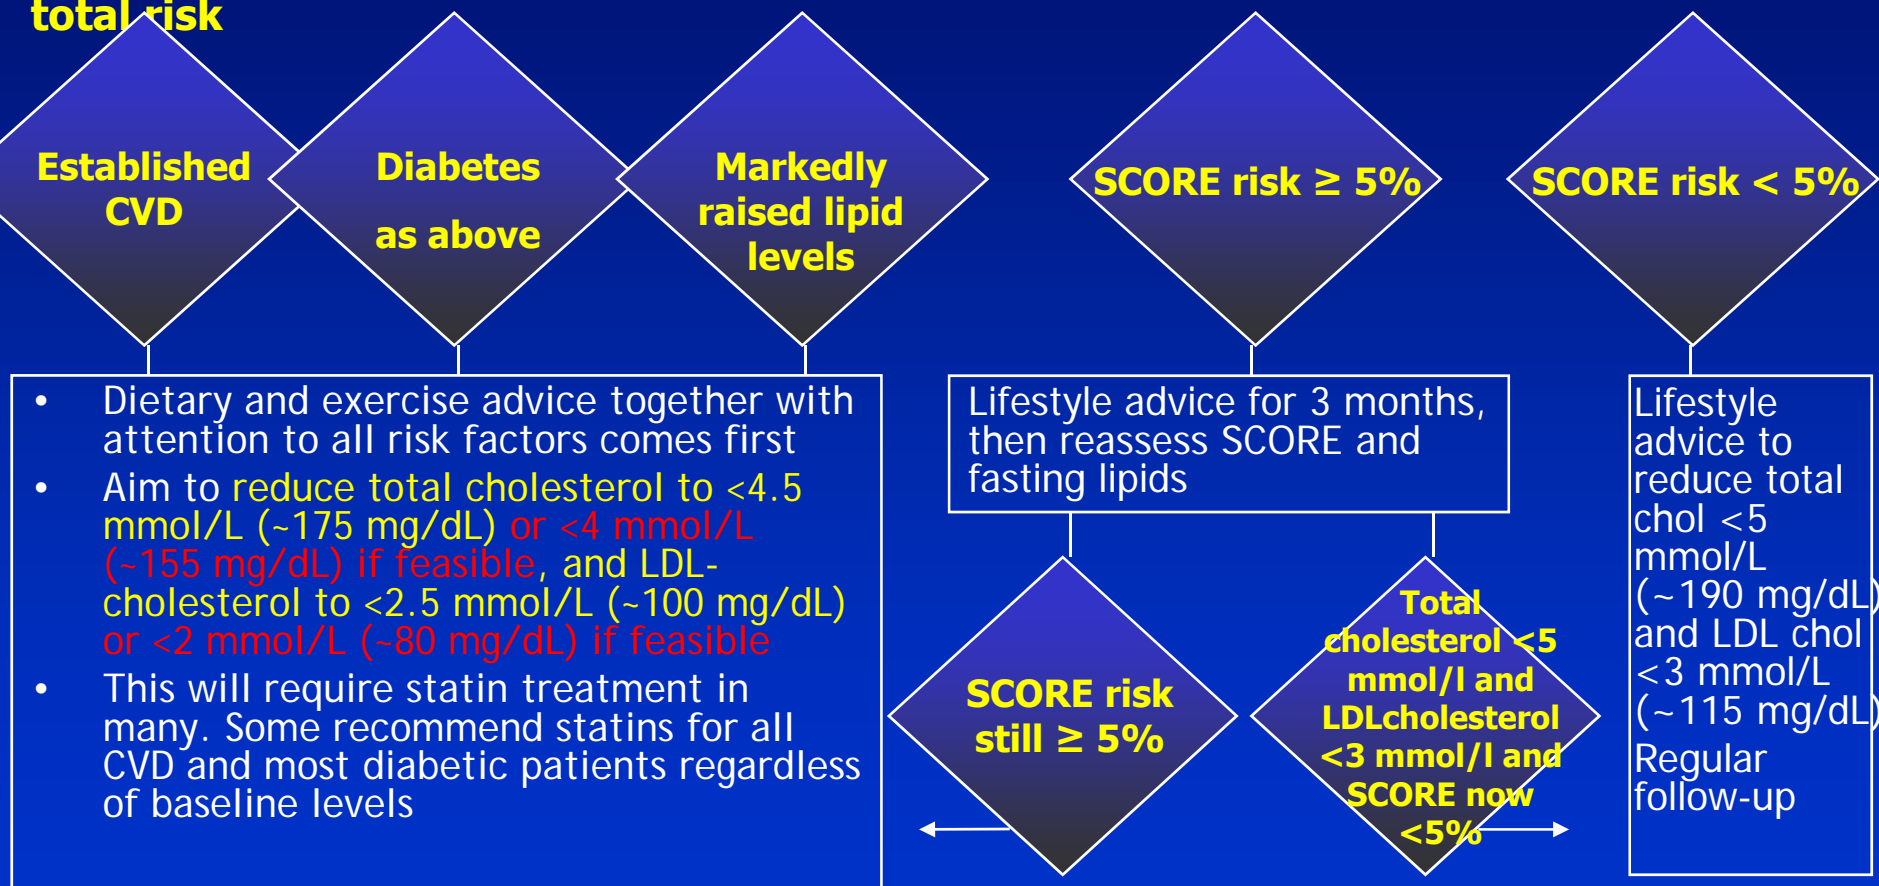 total risk
Established
CVD
Diabetes
as above
Markedly
raised lipid
levels
SCORE risk ≥ 5%
SCORE risk < 5%
• Dietary and exercise advice together with
attention to all risk factors comes first
• Aim to reduce total cholesterol to <4.5
mmol/L (~175 mg/dL) or <4 mmol/L
(~155 mg/dL) if feasible, and LDL-
cholesterol to <2.5 mmol/L (~100 mg/dL)
or <2 mmol/L (~80 mg/dL) if feasible
• This will require statin treatment in
many. Some recommend statins for all
CVD and most diabetic patients regardless
of baseline levels
Lifestyle advice for 3 months,
then reassess SCORE and
fasting lipids
SCORE risk
still ≥ 5%
Total
cholesterol <5
mmol/l and
LDLcholesterol
<3 mmol/l and
SCORE now
<5%
Lifestyle
advice to
reduce total
chol <5
mmol/L
(~190 mg/dL)
and LDL chol
<3 mmol/L
(~115 mg/dL)
Regular
follow-up